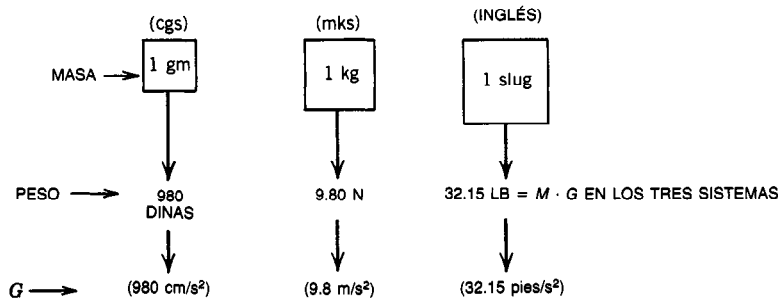 (cgs) (mks) (INGLÉS)
MASA 1 gm 1 kg 1 slug
PESO 980 9.80 N 32.15 LB = M · G EN LOS TRES SISTEMAS
DINAS
G (980 cm/s²) (9.8 m/s²) (32.15 pies/s²)